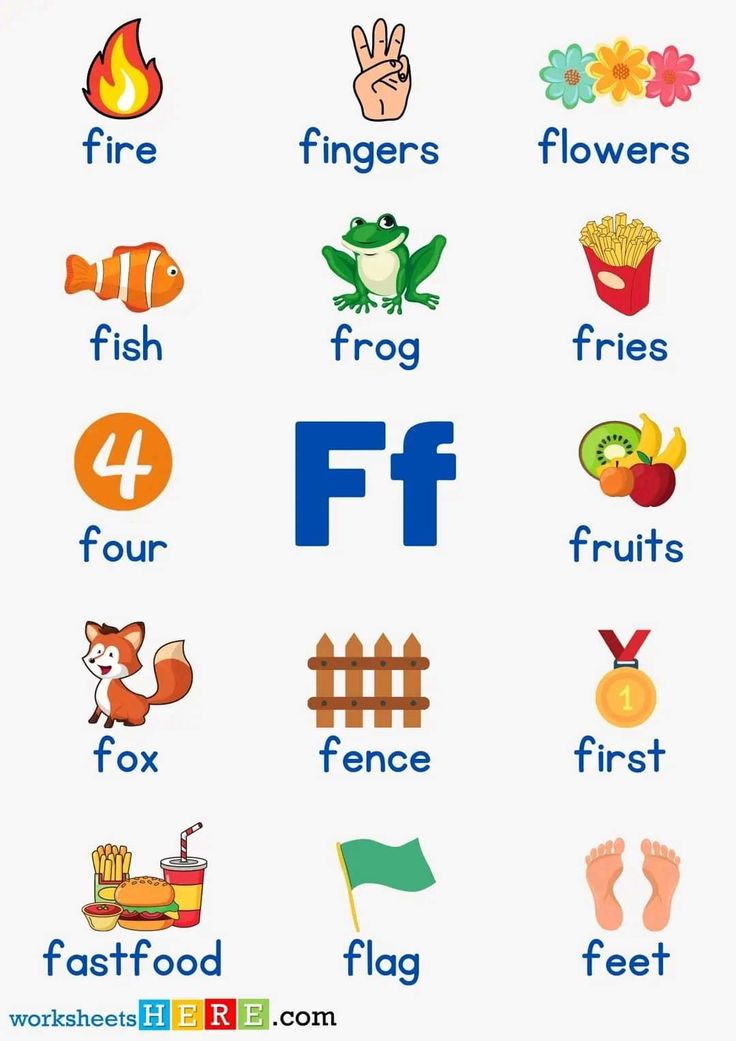 fire fingers flowers
fish frog fries
4
four Ff fruits
1
fox fence first
fastfood flag feet
worksheetsHERE.com